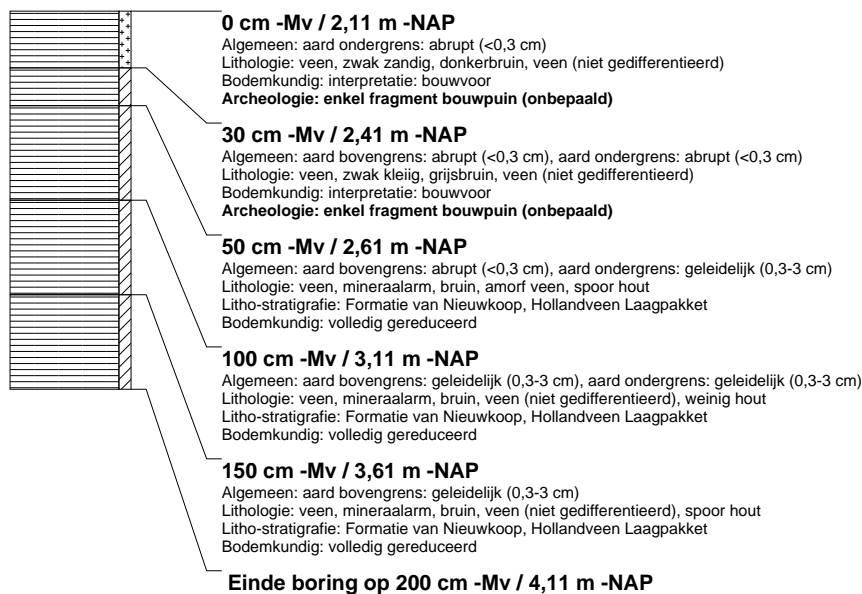 0 cm -Mv / 2,11 m -NAP
Algemeen: aard ondergrens: abrupt (<0,3 cm)
Lithologie: veen, zwak zandig, donkerbruin, veen (niet gedifferentieerd)
Bodemkundig: interpretatie: bouwvoor
Archeologie: enkel fragment bouwpuin (onbepaald)
30 cm -Mv / 2,41 m -NAP
Algemeen: aard bovengrens: abrupt (<0,3 cm), aard ondergrens: abrupt (<0,3 cm)
Lithologie: veen, zwak kleiig, grijsbruin, veen (niet gedifferentieerd)
Bodemkundig: interpretatie: bouwvoor
Archeologie: enkel fragment bouwpuin (onbepaald)
50 cm -Mv / 2,61 m -NAP
Algemeen: aard bovengrens: abrupt (<0,3 cm), aard ondergrens: geleidelijk (0,3-3 cm)
Lithologie: veen, mineraalarm, bruin, amorf veen, spoor hout
Litho-stratigrafie: Formatie van Nieuwkoop, Hollandveen Laagpakket
Bodemkundig: volledig gereduceerd
100 cm -Mv / 3,11 m -NAP
Algemeen: aard bovengrens: geleidelijk (0,3-3 cm), aard ondergrens: geleidelijk (0,3-3 cm)
Lithologie: veen, mineraalarm, bruin, veen (niet gedifferentieerd), weinig hout
Litho-stratigrafie: Formatie van Nieuwkoop, Hollandveen Laagpakket
Bodemkundig: volledig gereduceerd
150 cm -Mv / 3,61 m -NAP
Algemeen: aard bovengrens: geleidelijk (0,3-3 cm)
Lithologie: veen, mineraalarm, bruin, veen (niet gedifferentieerd), spoor hout
Litho-stratigrafie: Formatie van Nieuwkoop, Hollandveen Laagpakket
Bodemkundig: volledig gereduceerd
Einde boring op 200 cm -Mv / 4,11 m -NAP